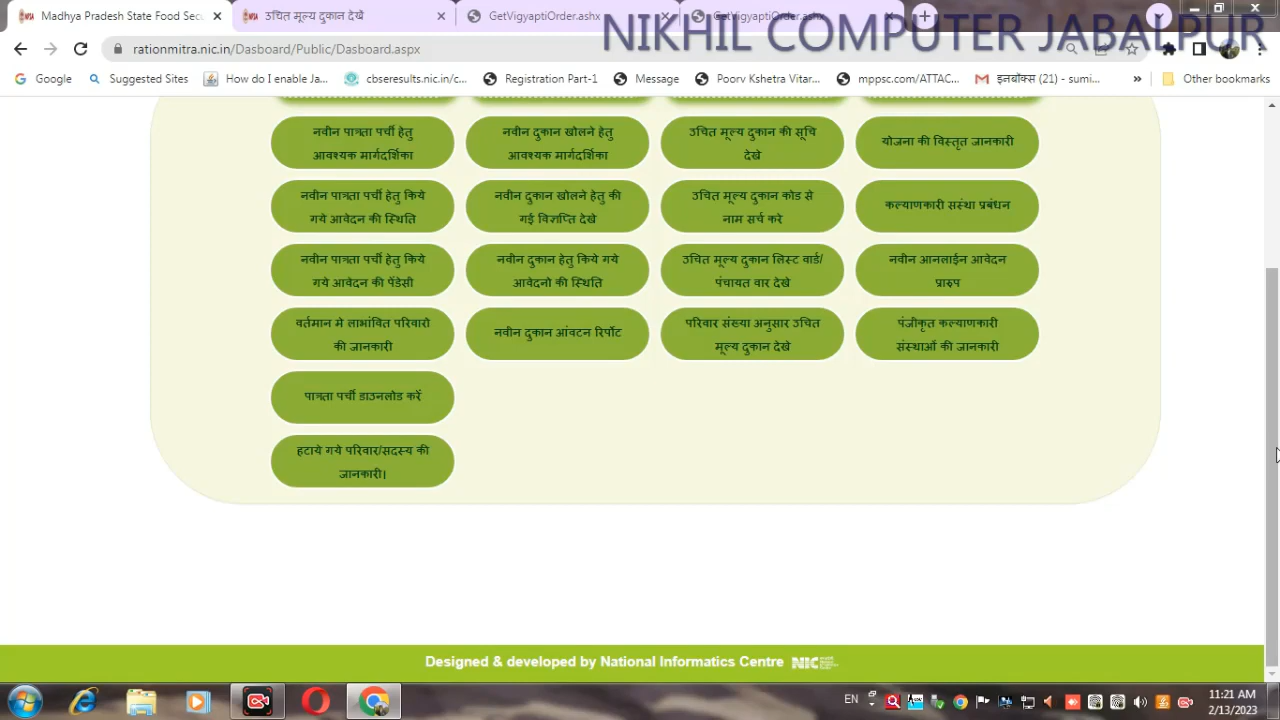 Madhya Pradesh State Food Secu
उचित मूल्य दुकान देखें
GetVigyaptiOrder.ashx
GetVigyaptiOrder.ashx
NIKHIL COMPUTER JABALPUR
rationmitra.nic.in/Dasboard/Public/Dasboard.aspx
Google
Suggested Sites
How do I enable Ja...
cbseresults.nic.in/c...
Registration Part-1
Message
Poorv Kshetra Vitar...
mppsc.com/ATTAC...
इनबॉक्स (21) - sumi...
»
Other bookmarks
नवीन पात्रता पर्ची हेतु
आवश्यक मार्गदर्शिका
नवीन दुकान खोलने हेतु
आवश्यक मार्गदर्शिका
उचित मूल्य दुकान की सूचि
देखे
योजना की विस्तृत जानकारी
नवीन पात्रता पर्ची हेतु किये
गये आवेदन की स्थिति
नवीन दुकान खोलने हेतु की
गई विज्ञप्ति देखे
उचित मूल्य दुकान कोड से
नाम सर्च करे
कल्याणकारी सस्था प्रबंधन
नवीन पात्रता पर्ची हेतु किये
गये आवेदन की पेंडेसी
नवीन दुकान हेतु किये गये
आवेदनो की स्थिति
उचित मूल्य दुकान लिस्ट वार्ड/
पंचायत वार देखे
नवीन आनलाईन आवेदन
प्रारुप
वर्तमान मे लाभांवित परिवारो
की जानकारी
नवीन दुकान आंवटन रिर्पोट
परिवार संख्या अनुसार उचित
मूल्य दुकान देखे
पंजीकृत कल्याणकारी
संस्थाओं की जानकारी
पात्रता पर्ची डाउनलोड करें
हटाये गये परिवार/सदस्य की
जानकारी।
Designed & developed by National Informatics Centre NIC
EN
11:21 AM
2/13/2023